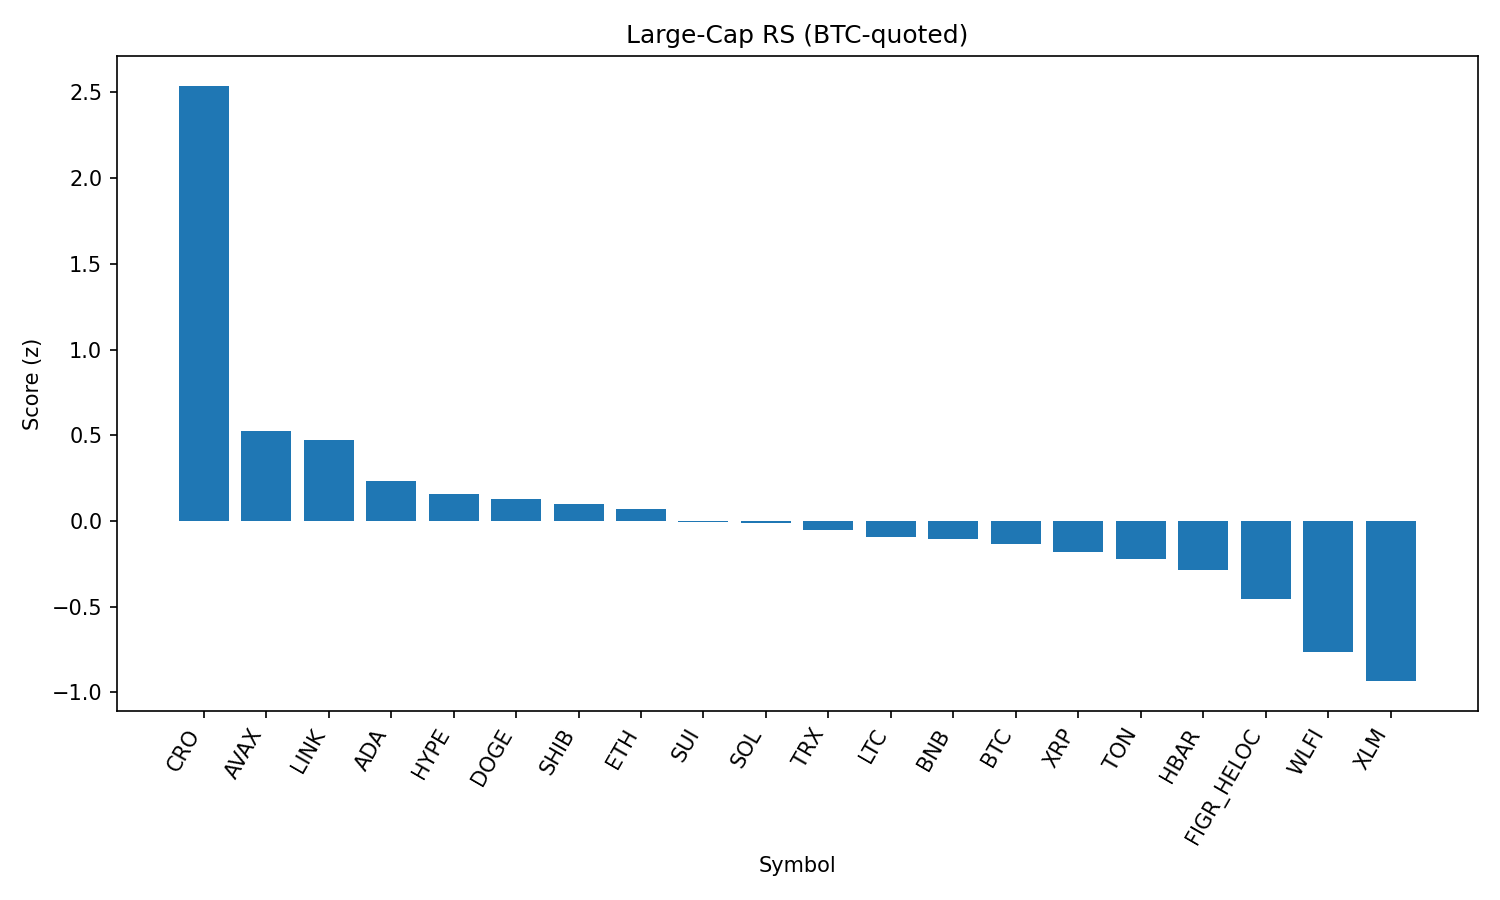 Large-Cap RS (BTC-quoted)
Score (z)
2.5
2.0
1.5
1.0
0.5
0.0
−0.5
−1.0
CRO
AVAX
LINK
ADA
HYPE
DOGE
SHIB
ETH
SUI
SOL
TRX
LTC
BNB
BTC
XRP
TON
HBAR
FIGR_HELOC
WLFI
XLM
Symbol